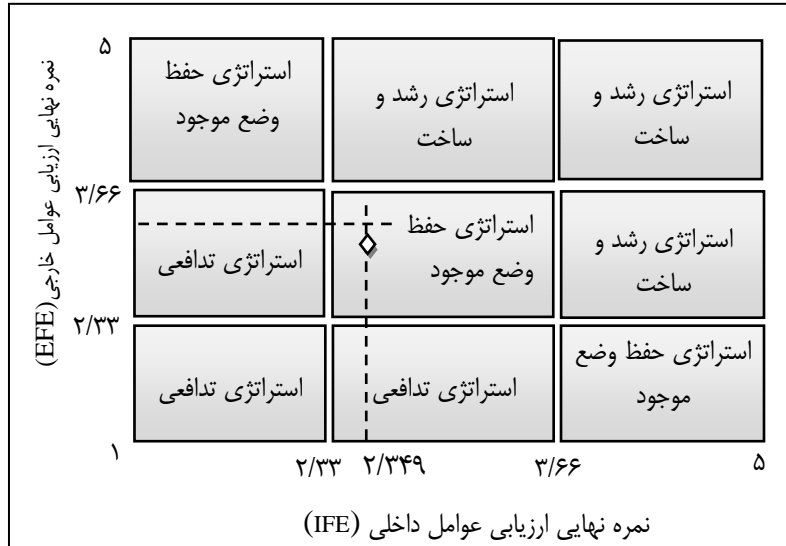 نمره نهایی ارزیابی عوامل خارجی(EFE)
۵
استراتژی حفظ
وضع موجود
استراتژی رشد و
ساخت
استراتژی رشد و
ساخت
۳/۶۶
استراتژی تدافعی
استراتژی حفظ
وضع موجود
استراتژی رشد و
ساخت
۲/۳۳
استراتژی تدافعی
استراتژی تدافعی
استراتژی حفظ وضع
موجود
۱
۲/۳۳
۲/۳۴۹
۳/۶۶
۵
نمره نهایی ارزیابی عوامل داخلی (IFE)